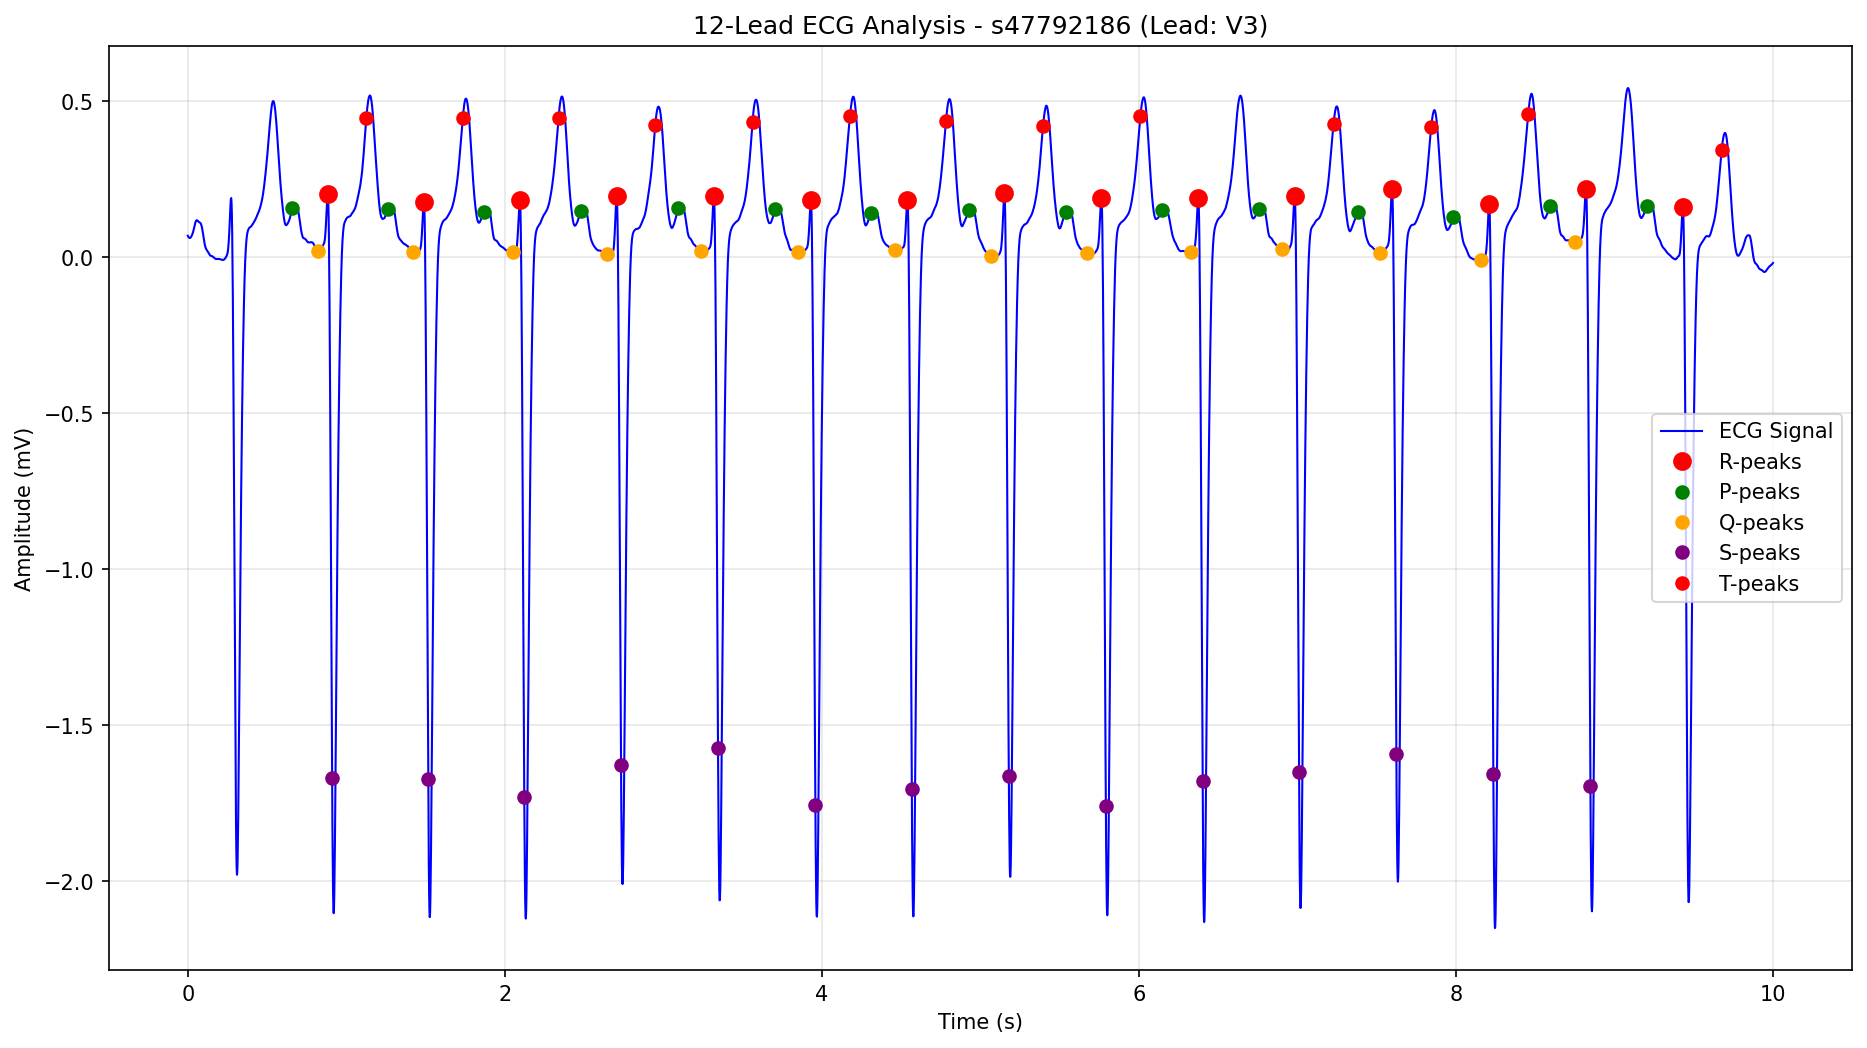 12-Lead ECG Analysis - s47792186 (Lead: V3)
Amplitude (mV)
0.5
0.0
−0.5
−1.0
−1.5
−2.0
ECG Signal
R-peaks
P-peaks
Q-peaks
S-peaks
T-peaks
0 2 4 6 8 10
Time (s)